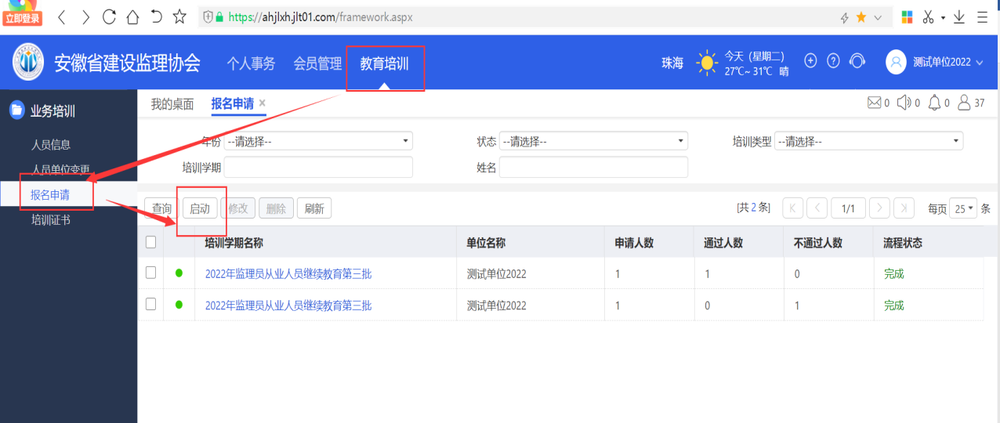 立即登录
https://ahjlxh.jlt01.com/framework.aspx
安徽省建设监理协会 个人事务 会员管理 教育培训 珠海 今天 (星期二) 测试单位2022
27℃~ 31℃ 晴
业务培训 我的桌面 报名申请 × 0 0 0 37
人员信息 年份 --请选择-- 状态 --请选择-- 培训类型 --请选择--
人员单位变更 培训学期 姓名
报名申请
查询 启动 修改 删除 刷新 [共 2 条] 1/1 每页 25 条
培训证书
培训学期名称 单位名称 申请人数 通过人数 不通过人数 流程状态
2022年监理员从业人员继续教育第三批 测试单位2022 1 1 0 完成
2022年监理员从业人员继续教育第三批 测试单位2022 1 0 1 完成